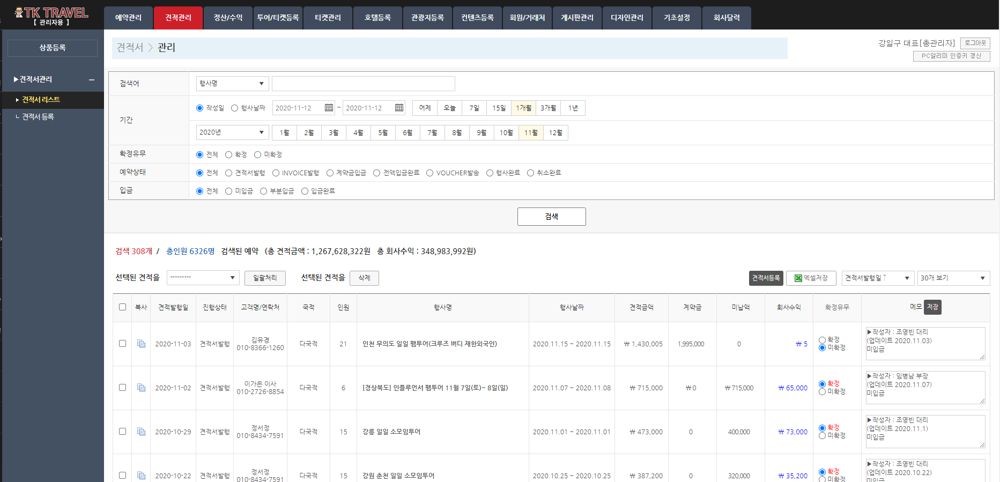 TK TRAVEL
【 관리자용 】
예약관리 견적관리 정산/수익 투어/티켓등록 티켓관리 호텔등록 관광지등록 컨텐츠등록 회원/거래처 게시판관리 디자인관리 기초설정 회사달력
상품등록
▶견적서관리
견적서 리스트
견적서 등록
견적서 > 관리
강일구 대표[총관리자] 로그아웃
PC알리미 인증키 갱신
검색어 행사명
기간 작성일 행사날짜 2020-11-12 ~ 2020-11-12 어제 오늘 7일 15일 1개월 3개월 1년
2020년 1월 2월 3월 4월 5월 6월 7월 8월 9월 10월 11월 12월
확정유무 전체 확정 미확정
예약상태 전체 견적서발행 INVOICE발행 계약금입금 전액입금완료 VOUCHER발송 행사완료 취소완료
입금 전체 미입금 부분입금 입금완료
검색
검색 308개 / 총인원 6326명 검색된 예약 (총 견적금액 : 1,267,628,322원 총 회사수익 : 348,983,992원)
선택된 견적을 --------- 일괄처리 선택된 견적을 삭제 견적서등록 엑셀저장 견적서발행일↑ 30개 보기
복사 견적발행일 진행상태 고객명/연락처 국적 인원 행사명 행사날짜 견적금액 계약금 미납액 회사수익 확정유무 메모 저장
2020-11-03 견적서발행 김유경 010-8366-1260 다국적 21 인천 무의도 일일 팸투어(크루즈 버디 재한외국인) 2020.11.15 ~ 2020.11.15 ₩ 1,430,005 1,995,000 0 ₩ 5 확정 미확정
▶작성자 : 조영빈 대리
(업데이트 2020.11.03)
미입금
2020-11-02 견적서발행 이가은 이사 010-2726-8854 다국적 6 [경상북도] 인플루언서 팸투어 11월 7일(토)~ 8일(일) 2020.11.07 ~ 2020.11.08 ₩ 715,000 ₩ 0 ₩ 715,000 ₩ 65,000 확정 미확정
▶작성자 : 임병남 부장
(업데이트 2020.11.07)
미입금
2020-10-29 견적서발행 정서정 010-8434-7591 다국적 15 강릉 일일 소모임투어 2020.11.01 ~ 2020.11.01 ₩ 473,000 0 400,000 ₩ 73,000 확정 미확정
▶작성자 : 조영빈 대리
(업데이트 2020.11.1)
미입금
2020-10-22 견적서발행 정서정 010-8434-7591 다국적 15 강원 춘천 일일 소모임투어 2020.10.25 ~ 2020.10.25 ₩ 387,200 0 320,000 ₩ 35,200 확정 미확정
▶작성자 : 조영빈 대리
(업데이트 2020.10.22)
미입금